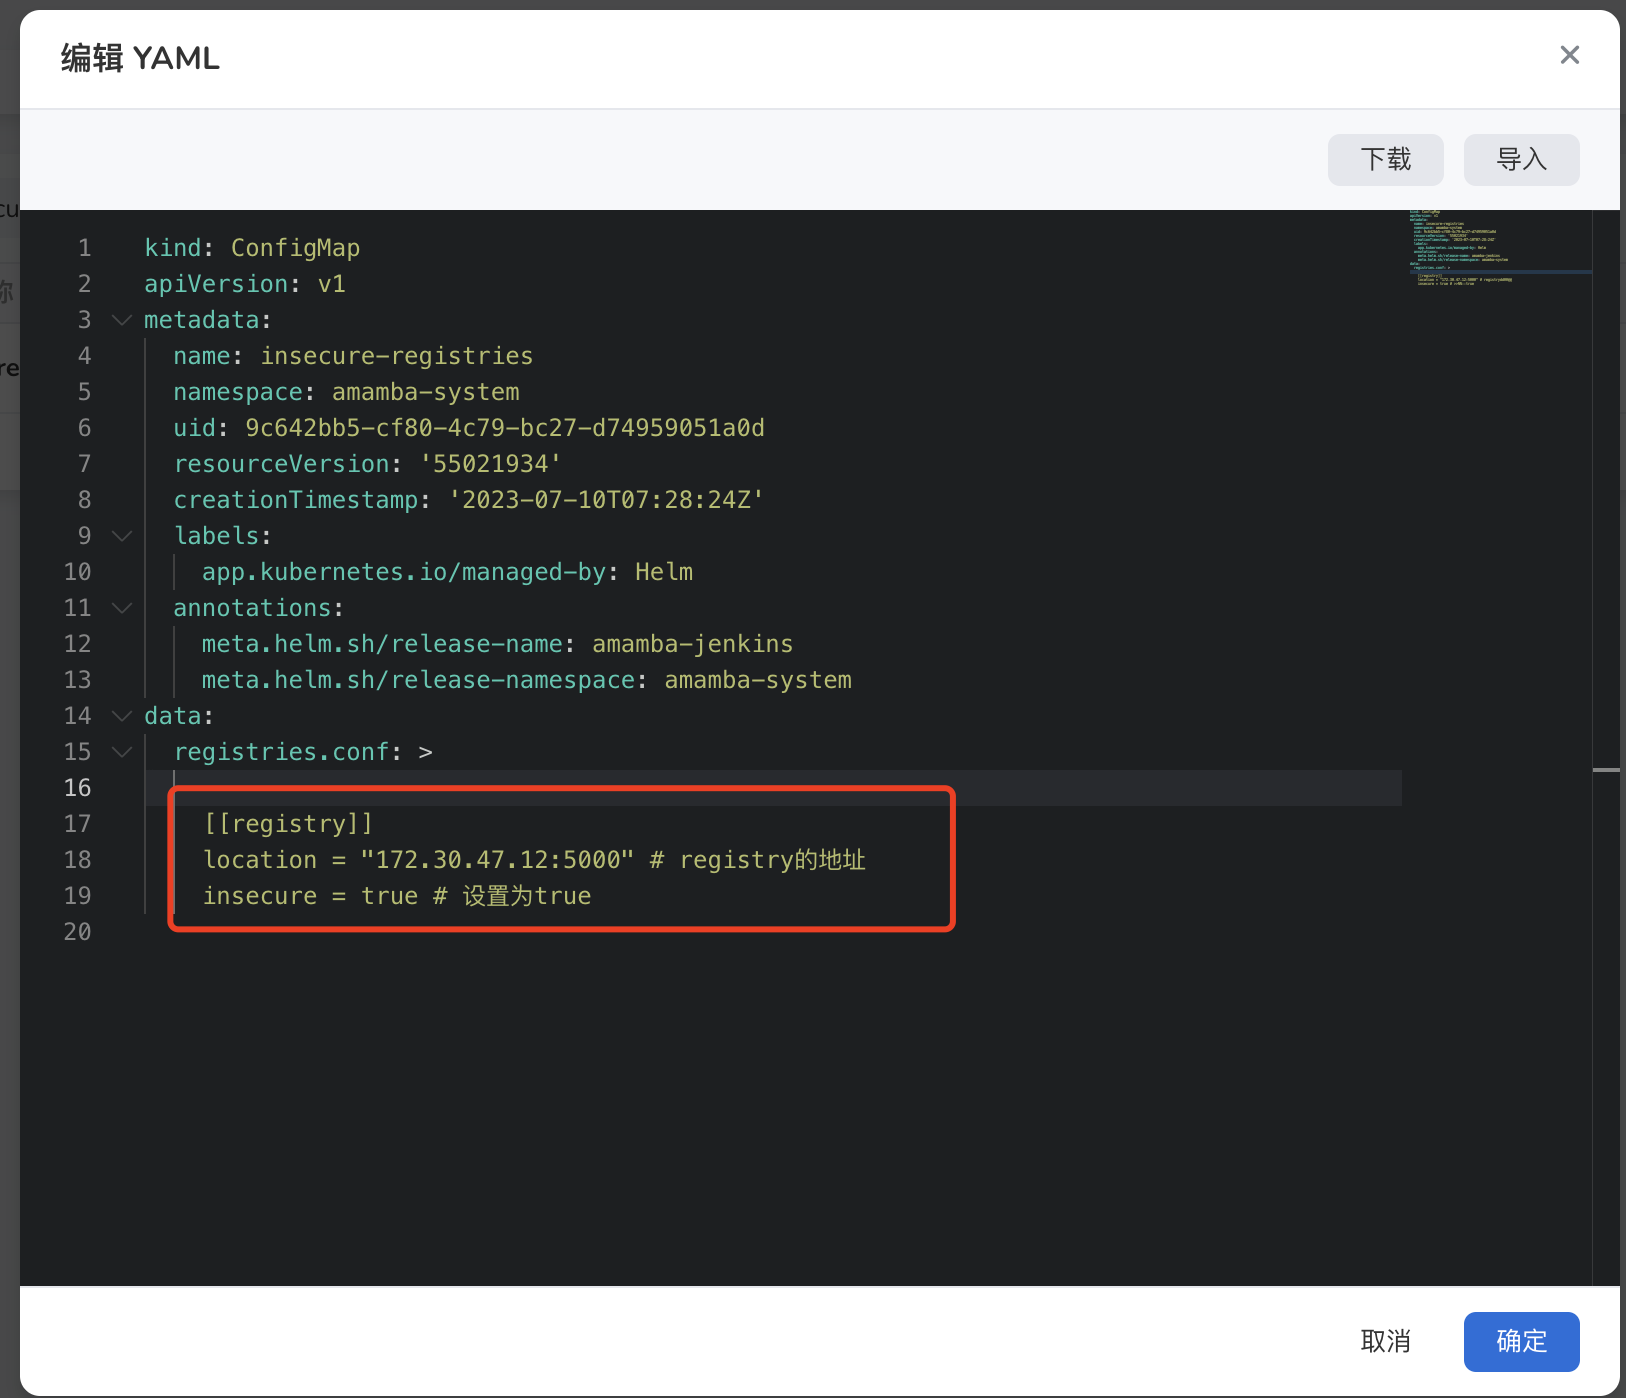 编辑 YAML
下载 导入
cu
你
re
1 kind: ConfigMap
2 apiVersion: v1
3 metadata:
4 name: insecure-registries
5 namespace: amamba-system
6 uid: 9c642bb5-cf80-4c79-bc27-d74959051a0d
7 resourceVersion: '55021934'
8 creationTimestamp: '2023-07-10T07:28:24Z'
9 labels:
10 app.kubernetes.io/managed-by: Helm
11 annotations:
12 meta.helm.sh/release-name: amamba-jenkins
13 meta.helm.sh/release-namespace: amamba-system
14 data:
15 registries.conf: >
16
17 [[registry]]
18 location = "172.30.47.12:5000" # registry的地址
19 insecure = true # 设置为true
20
取消 确定